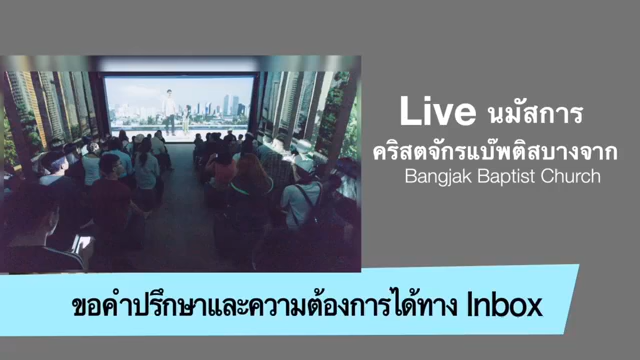 Live นมัสการ
คริสตจักรแบ๊พติสบางจาก
Bangjak Baptist Church
ขอคำปรึกษาและความต้องการได้ทาง Inbox